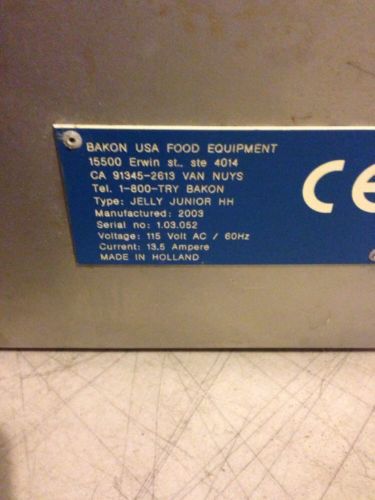 BAKON USA FOOD EQUIPMENT
15500 Erwin st., ste 4014
CA 91345-2613 VAN NUYS
Tel. 1-800-TRY BAKON
Type: JELLY JUNIOR HH
Manufactured: 2003
Serial no: 1.03.052
Voltage: 115 Volt AC / 60Hz
Current: 13.5 Ampere
MADE IN HOLLAND
CE